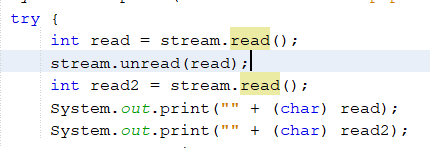 try {
int read = stream.read();
stream.unread(read);
int read2 = stream.read();
System.out.print("" + (char) read);
System.out.print("" + (char) read2);